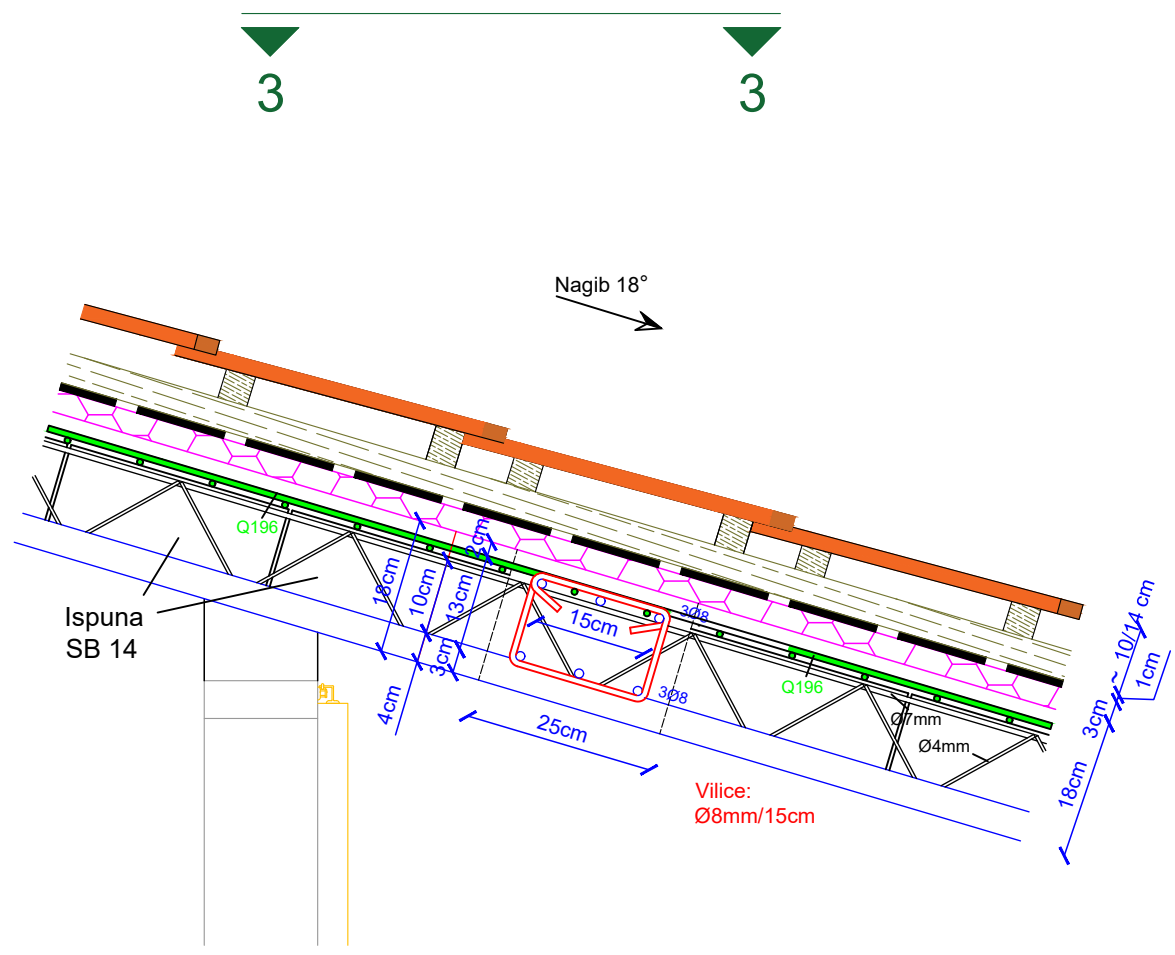 3
3
Nagib 18°
Q196
Ispuna
SB 14
18cm
10cm
13cm
2cm
3cm
4cm
15cm
25cm
3Ø8
3Ø8
Q196
Ø7mm
Ø4mm
Vilice:
Ø8mm/15cm
18cm
3cm
~ 10/14 cm
1cm